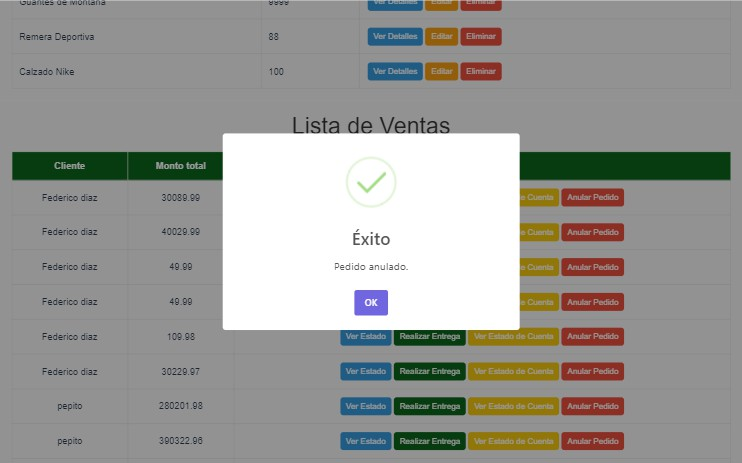 Guantes de Montaña 9999 Ver Detalles Editar Eliminar
Remera Deportiva 88 Ver Detalles Editar Eliminar
Calzado Nike 100 Ver Detalles Editar Eliminar
Lista de Ventas
Cliente Monto total
Federico diaz 30089.99 de Cuenta Anular Pedido
Federico diaz 40029.99 de Cuenta Anular Pedido
Federico diaz 49.99 de Cuenta Anular Pedido
Federico diaz 49.99 de Cuenta Anular Pedido
Éxito
Pedido anulado.
OK
Federico diaz 109.98 Ver Estado Realizar Entrega Ver Estado de Cuenta Anular Pedido
Federico diaz 30229.97 Ver Estado Realizar Entrega Ver Estado de Cuenta Anular Pedido
pepito 280201.98 Ver Estado Realizar Entrega Ver Estado de Cuenta Anular Pedido
pepito 390322.96 Ver Estado Realizar Entrega Ver Estado de Cuenta Anular Pedido